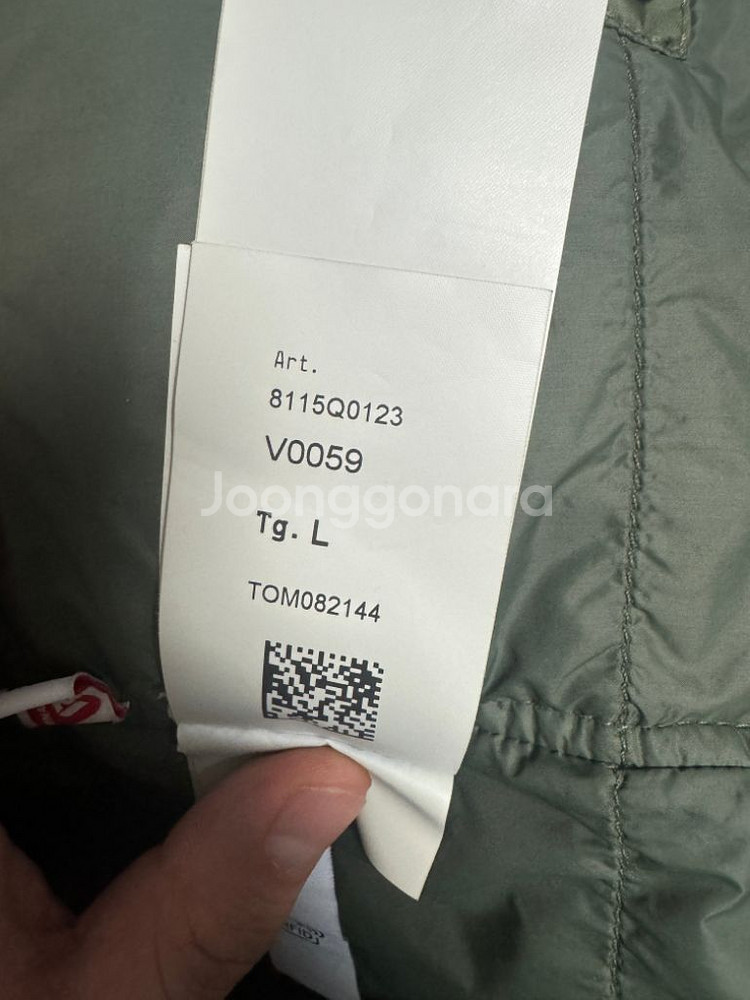 Art.
8115Q0123
V0059
Joonggonara
Tg. L
TOM082144